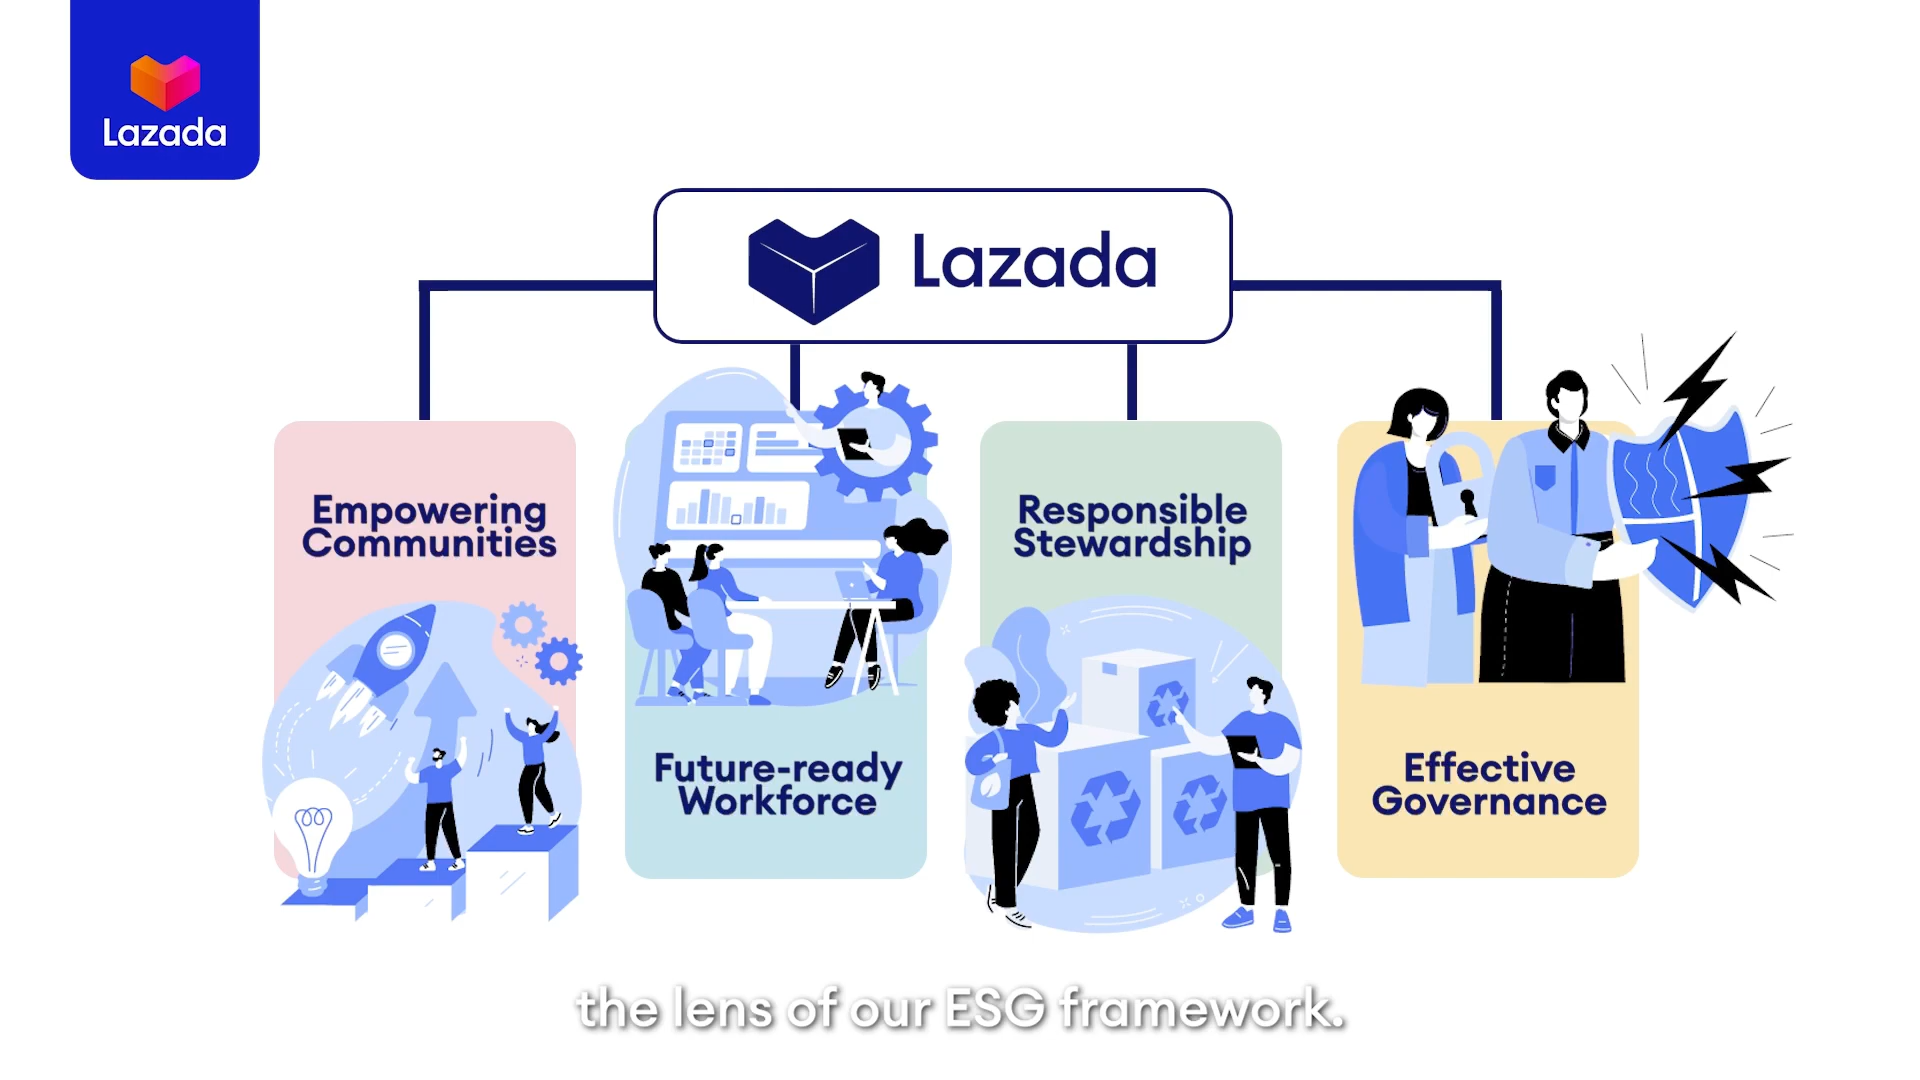 Lazada
Lazada
Empowering
Communities
Future-ready
Workforce
Responsible
Stewardship
Effective
Governance
the lens of our ESG framework.